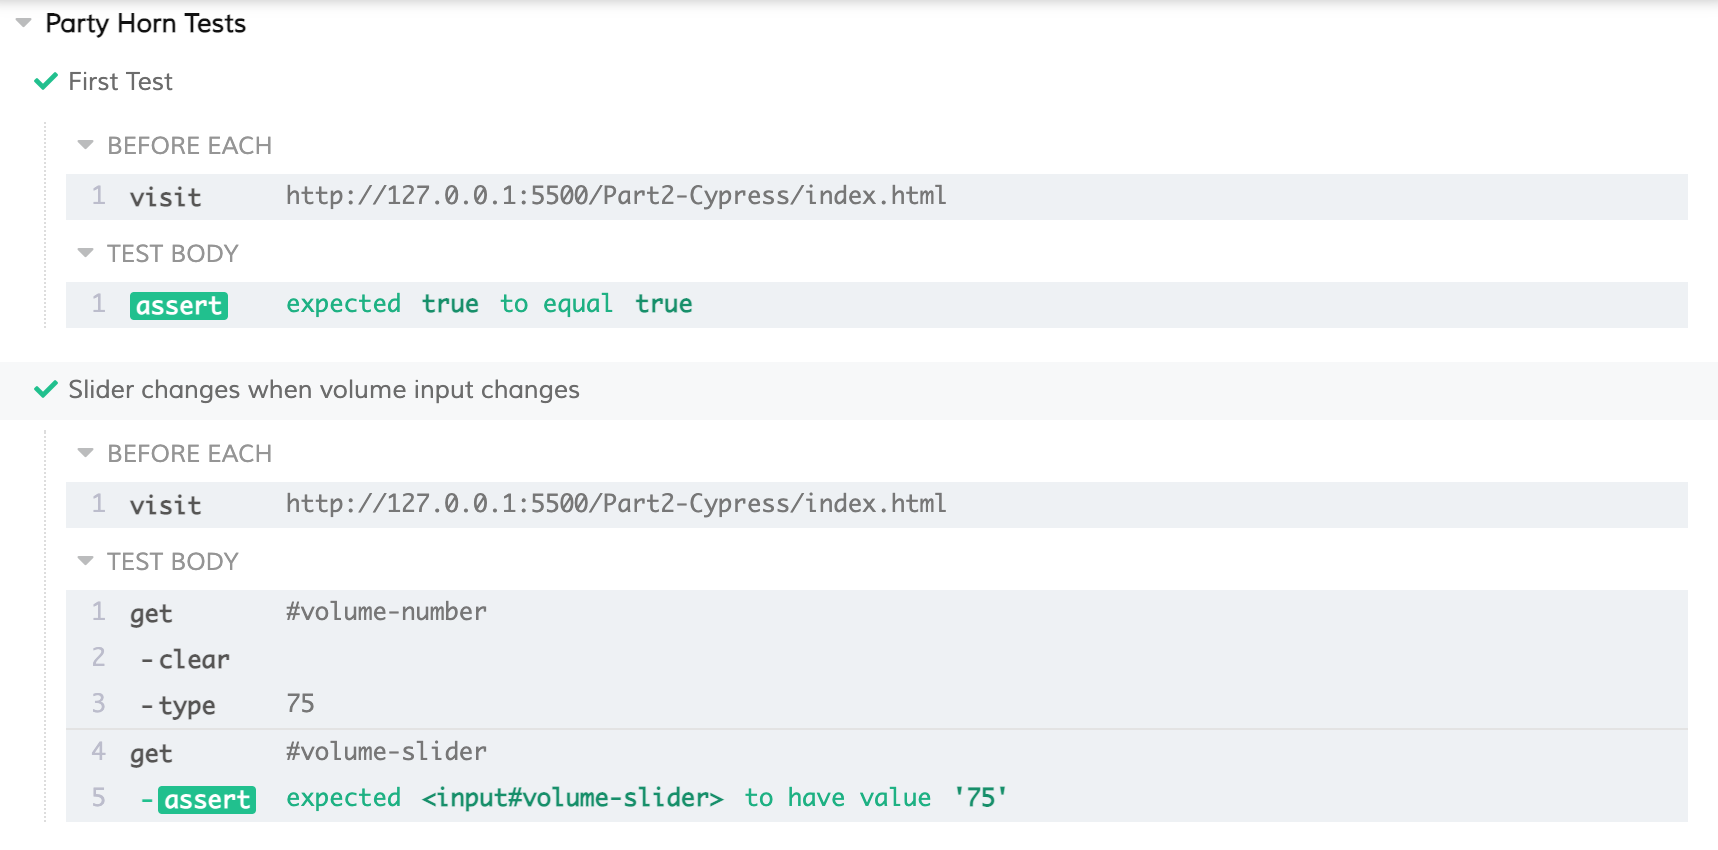 Party Horn Tests
First Test
BEFORE EACH
1 visit http://127.0.0.1:5500/Part2-Cypress/index.html
TEST BODY
1 assert expected true to equal true
Slider changes when volume input changes
BEFORE EACH
1 visit http://127.0.0.1:5500/Part2-Cypress/index.html
TEST BODY
1 get #volume-number
2 -clear
3 -type 75
4 get #volume-slider
5 -assert expected <input#volume-slider> to have value '75'